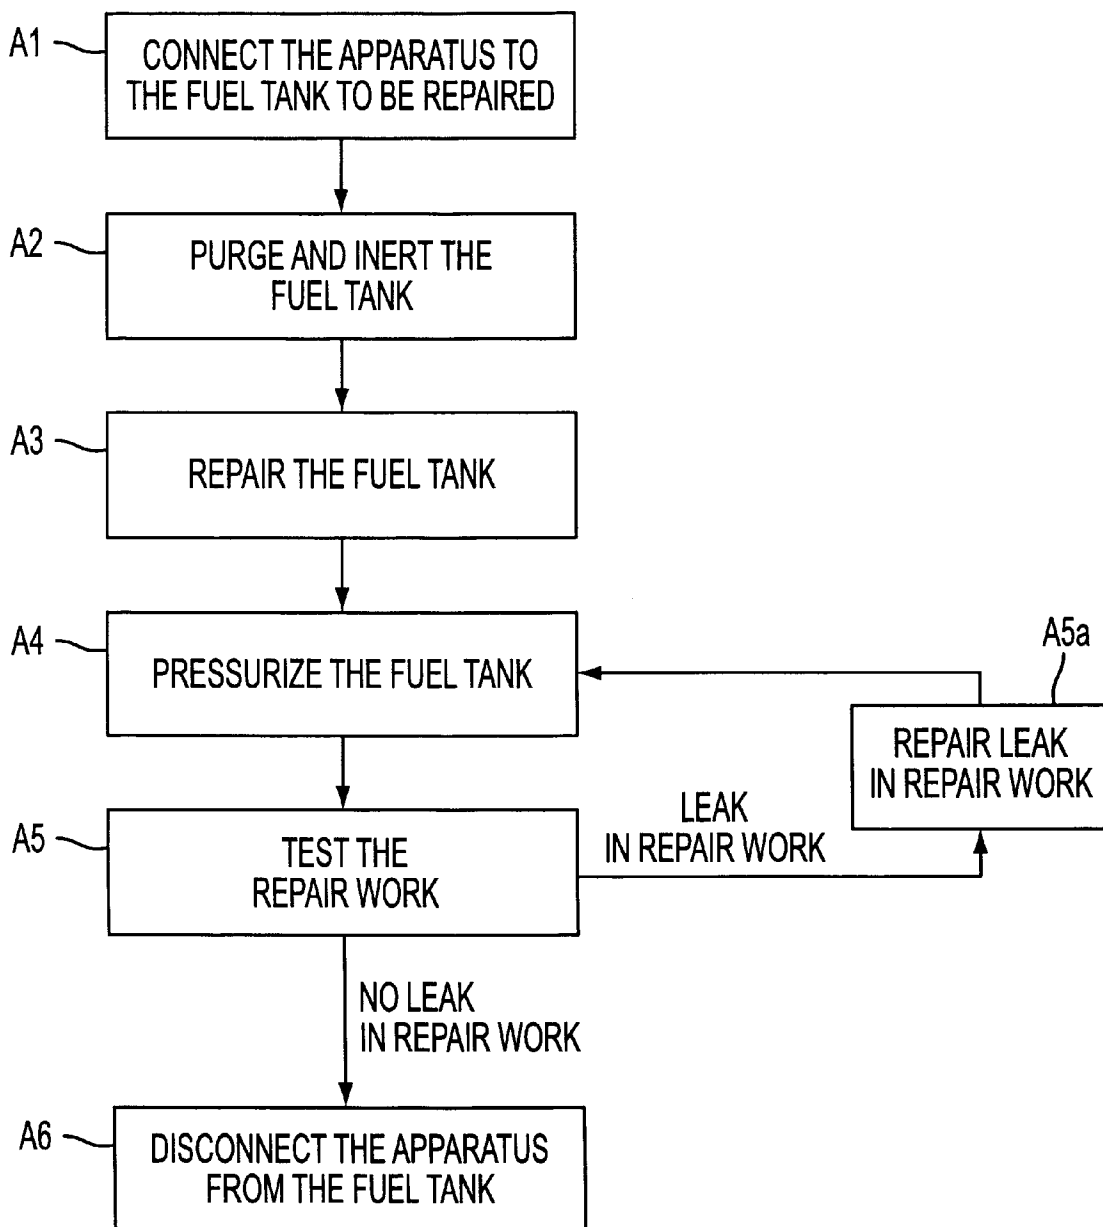 A1
CONNECT THE APPARATUS TO
THE FUEL TANK TO BE REPAIRED
A2
PURGE AND INERT THE
FUEL TANK
A3
REPAIR THE FUEL TANK
A4
PRESSURIZE THE FUEL TANK
A5a
REPAIR LEAK
IN REPAIR WORK
A5
TEST THE
REPAIR WORK
LEAK
IN REPAIR WORK
NO LEAK
IN REPAIR WORK
A6
DISCONNECT THE APPARATUS
FROM THE FUEL TANK